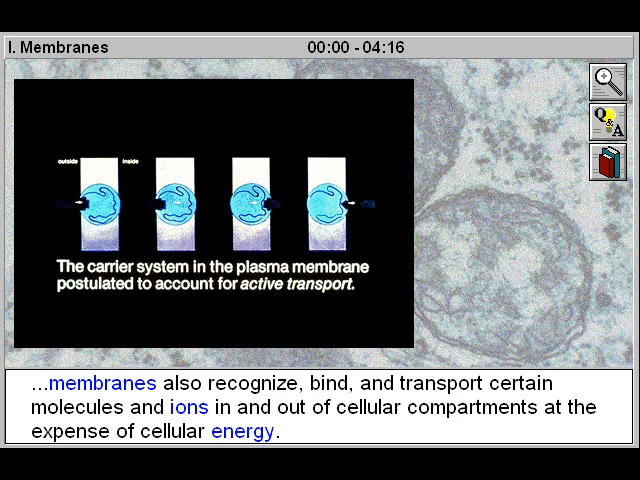 I. Membranes
00:00 - 04:16
Q
&
A
outside inside
The carrier system in the plasma membrane
postulated to account for active transport.
...membranes also recognize, bind, and transport certain
molecules and ions in and out of cellular compartments at the
expense of cellular energy.